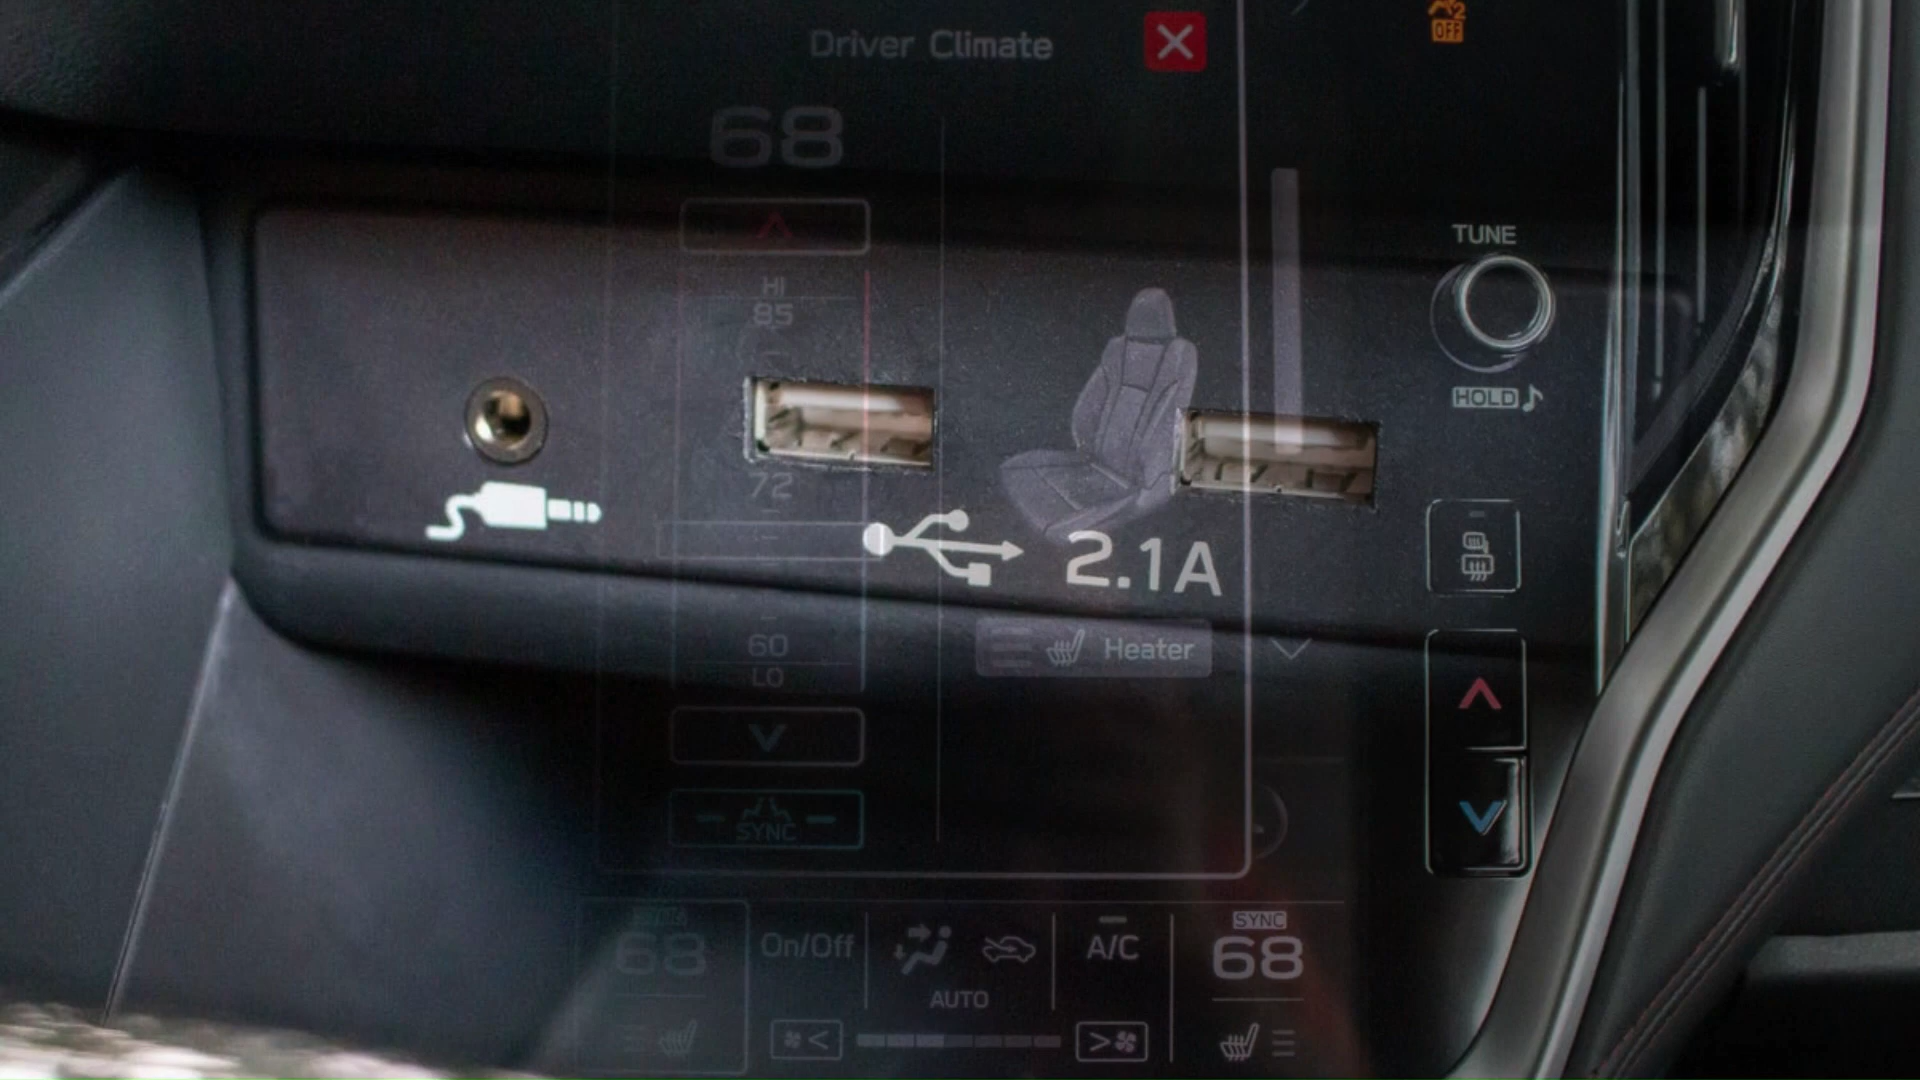 Driver Climate
2
OFF
68
TUNE
HI
85
HOLD
72
2.1A
60
Heater
LO
SYNC
SYNC
68 On/Off A/C 68
AUTO